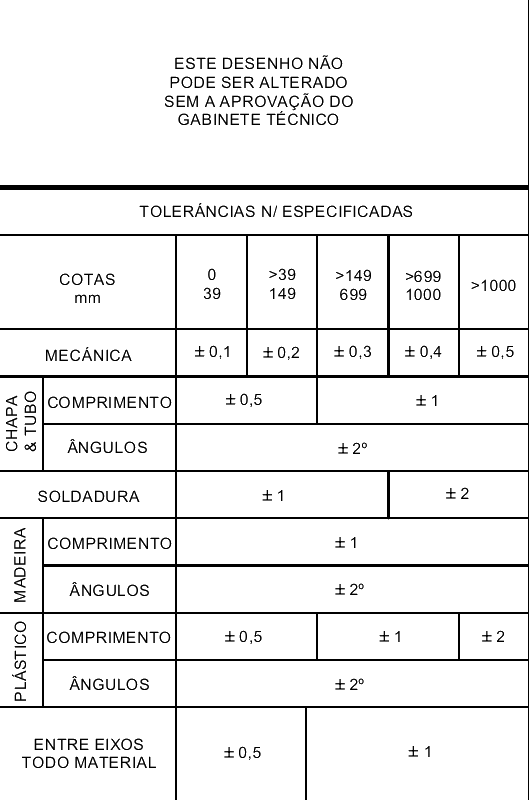 ESTE DESENHO NÃO
PODE SER ALTERADO
SEM A APROVAÇÃO DO
GABINETE TÉCNICO
TOLERÁNCIAS N/ ESPECIFICADAS
COTAS
mm
0
39
>39
149
>149
699
>699
1000
>1000
MECÁNICA
± 0,1
± 0,2
± 0,3
± 0,4
± 0,5
CHAPA
& TUBO
COMPRIMENTO
± 0,5
± 1
ÂNGULOS
± 2º
SOLDADURA
± 1
± 2
MADEIRA
COMPRIMENTO
± 1
ÂNGULOS
± 2º
PLÁSTICO
COMPRIMENTO
± 0,5
± 1
± 2
ÂNGULOS
± 2º
ENTRE EIXOS
TODO MATERIAL
± 0,5
± 1